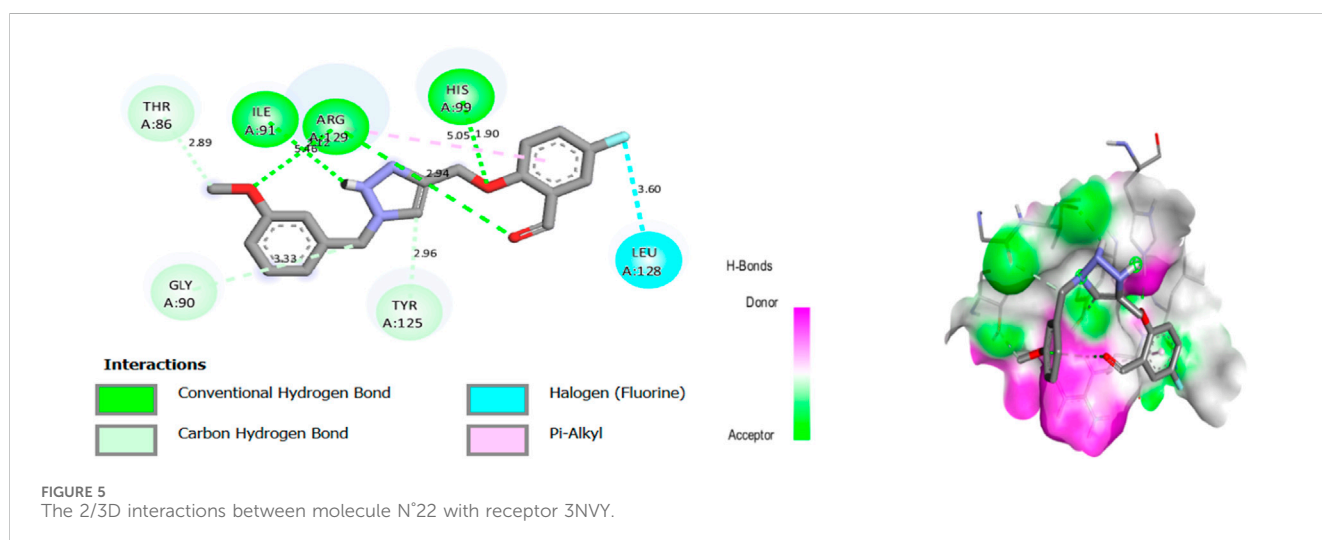 THR
A:86
ILE
A:91
ARG
A:129
HIS
A:99
2.89
5.46
2.12
5.05
1.90
2.94
3.60
3.33
2.96
GLY
A:90
TYR
A:125
LEU
A:128
H-Bonds
Donor
Acceptor
Interactions
Conventional Hydrogen Bond
Halogen (Fluorine)
Carbon Hydrogen Bond
Pi-Alkyl
FIGURE 5
The 2/3D interactions between molecule N°22 with receptor 3NVY.